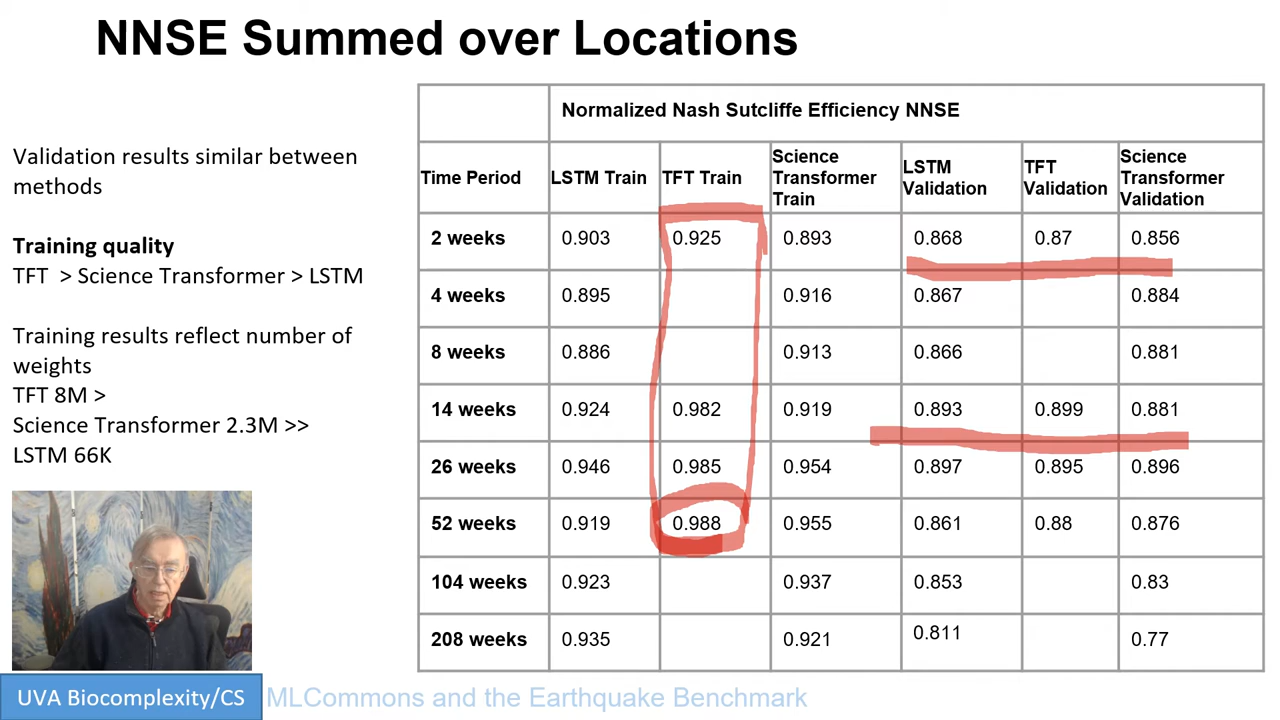 NNSE Summed over Locations
Validation results similar between
methods
Training quality
TFT > Science Transformer > LSTM
Training results reflect number of
weights
TFT 8M >
Science Transformer 2.3M >>
LSTM 66K
Normalized Nash Sutcliffe Efficiency NNSE
Time Period LSTM Train TFT Train Science Transformer Train LSTM Validation TFT Validation Science Transformer Validation
2 weeks 0.903 0.925 0.893 0.868 0.87 0.856
4 weeks 0.895 0.916 0.867 0.884
8 weeks 0.886 0.913 0.866 0.881
14 weeks 0.924 0.982 0.919 0.893 0.899 0.881
26 weeks 0.946 0.985 0.954 0.897 0.895 0.896
52 weeks 0.919 0.988 0.955 0.861 0.88 0.876
104 weeks 0.923 0.937 0.853 0.83
208 weeks 0.935 0.921 0.811 0.77
UVA Biocomplexity/CS MLCommons and the Earthquake Benchmark